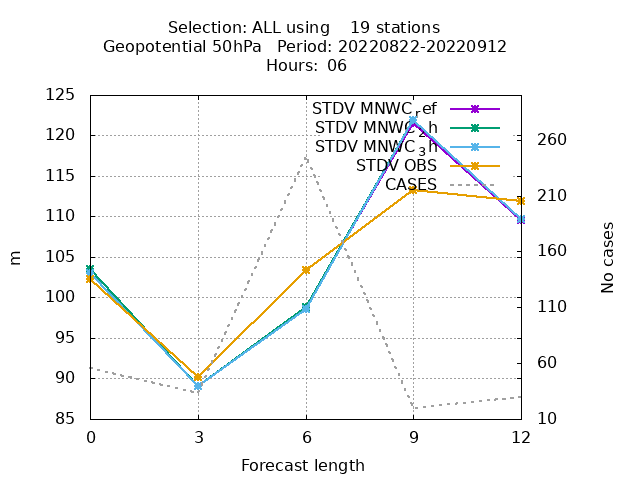 Selection: ALL using    19 stations
Geopotential 50hPa   Period: 20220822-20220912
Hours: 06
STDV MNWC_ref
STDV MNWC_2h
STDV MNWC_3h
STDV OBS
CASES
125
120
115
110
105
100
95
90
85
m
260
210
160
110
60
10
No cases
0 3 6 9 12
Forecast length